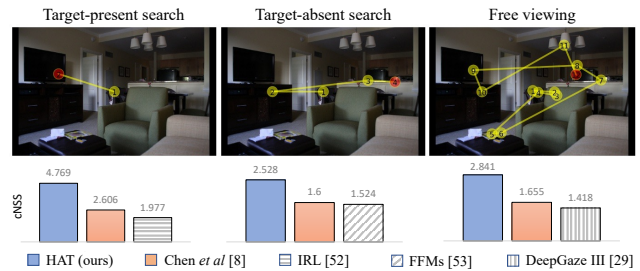 Target-present search Target-absent search Free viewing
cNSS
4.769 2.606 1.977
2.528 1.6 1.524
2.841 1.655 1.418
HAT (ours) Chen et al [8] IRL [52] FFMs [53] DeepGaze III [29]